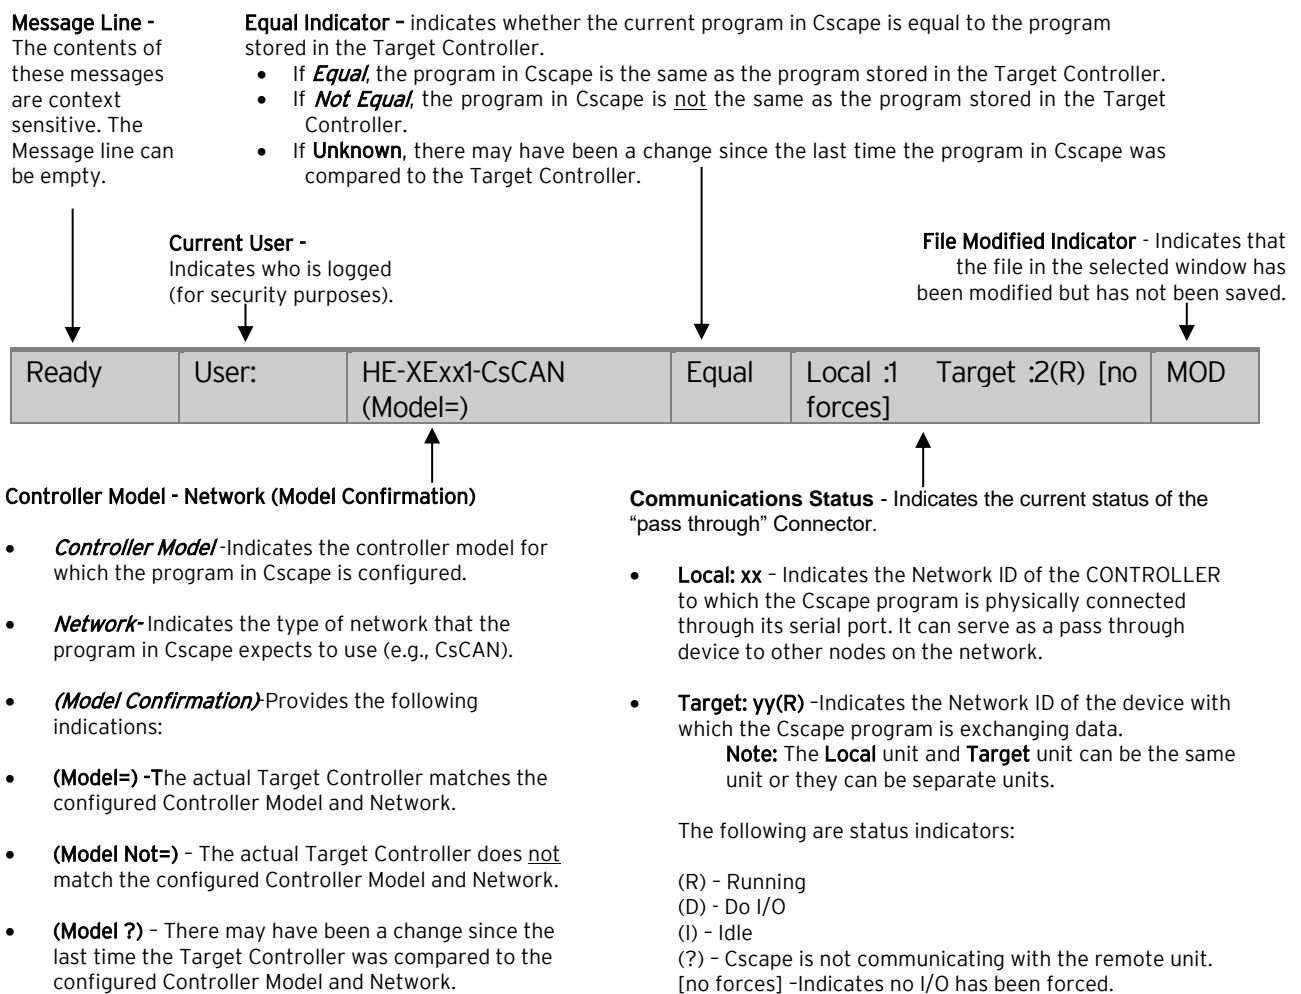 Message Line -
The contents of
these messages
are context
sensitive. The
Message line can
be empty.
Equal Indicator – indicates whether the current program in Cscape is equal to the program
stored in the Target Controller.
• If Equal, the program in Cscape is the same as the program stored in the Target Controller.
• If Not Equal, the program in Cscape is not the same as the program stored in the Target
Controller.
• If Unknown, there may have been a change since the last time the program in Cscape was
compared to the Target Controller.
Current User -
Indicates who is logged
(for security purposes).
File Modified Indicator - Indicates that
the file in the selected window has
been modified but has not been saved.
Ready
User:
HE-XExx1-CsCAN
(Model=)
Equal
Local :1 Target :2(R) [no
forces]
MOD
Controller Model - Network (Model Confirmation)
• Controller Model -Indicates the controller model for
which the program in Cscape is configured.
• Network- Indicates the type of network that the
program in Cscape expects to use (e.g., CsCAN).
• (Model Confirmation)-Provides the following
indications:
• (Model=) -The actual Target Controller matches the
configured Controller Model and Network.
• (Model Not=) – The actual Target Controller does not
match the configured Controller Model and Network.
• (Model ?) – There may have been a change since the
last time the Target Controller was compared to the
configured Controller Model and Network.
Communications Status - Indicates the current status of the
“pass through” Connector.
• Local: xx – Indicates the Network ID of the CONTROLLER
to which the Cscape program is physically connected
through its serial port. It can serve as a pass through
device to other nodes on the network.
• Target: yy(R) –Indicates the Network ID of the device with
which the Cscape program is exchanging data.
Note: The Local unit and Target unit can be the same
unit or they can be separate units.
The following are status indicators:
(R) – Running
(D) - Do I/O
(I) – Idle
(?) – Cscape is not communicating with the remote unit.
[no forces] –Indicates no I/O has been forced.